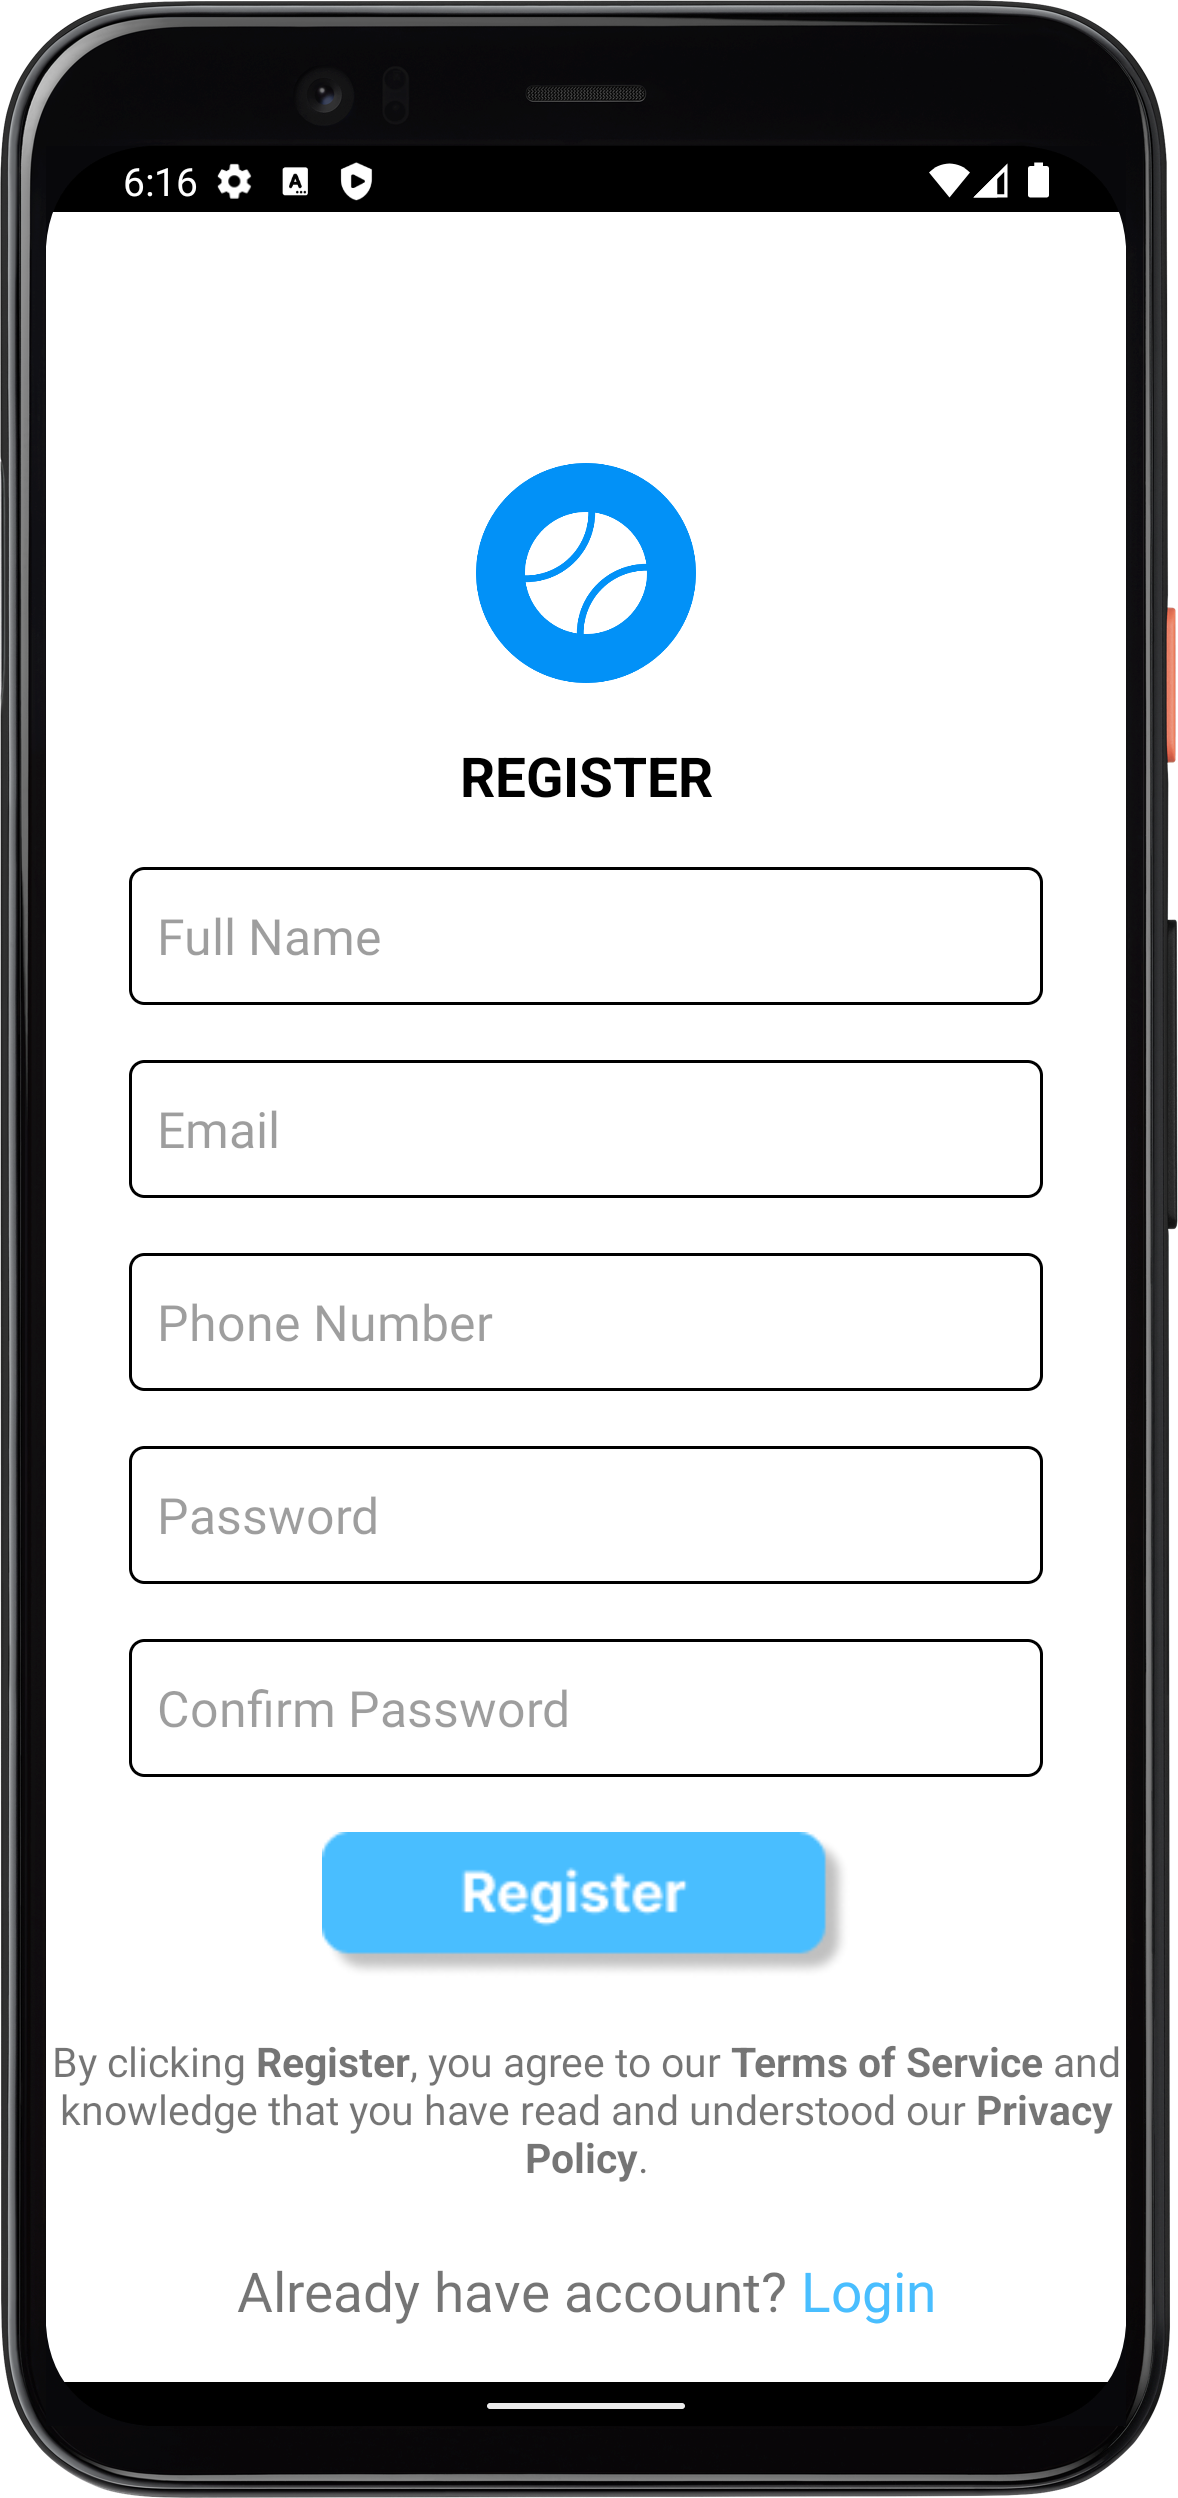 6:16
REGISTER
Full Name
Email
Phone Number
Password
Confirm Password
Register
By clicking Register, you agree to our Terms of Service and
knowledge that you have read and understood our Privacy
Policy.
Already have account? Login